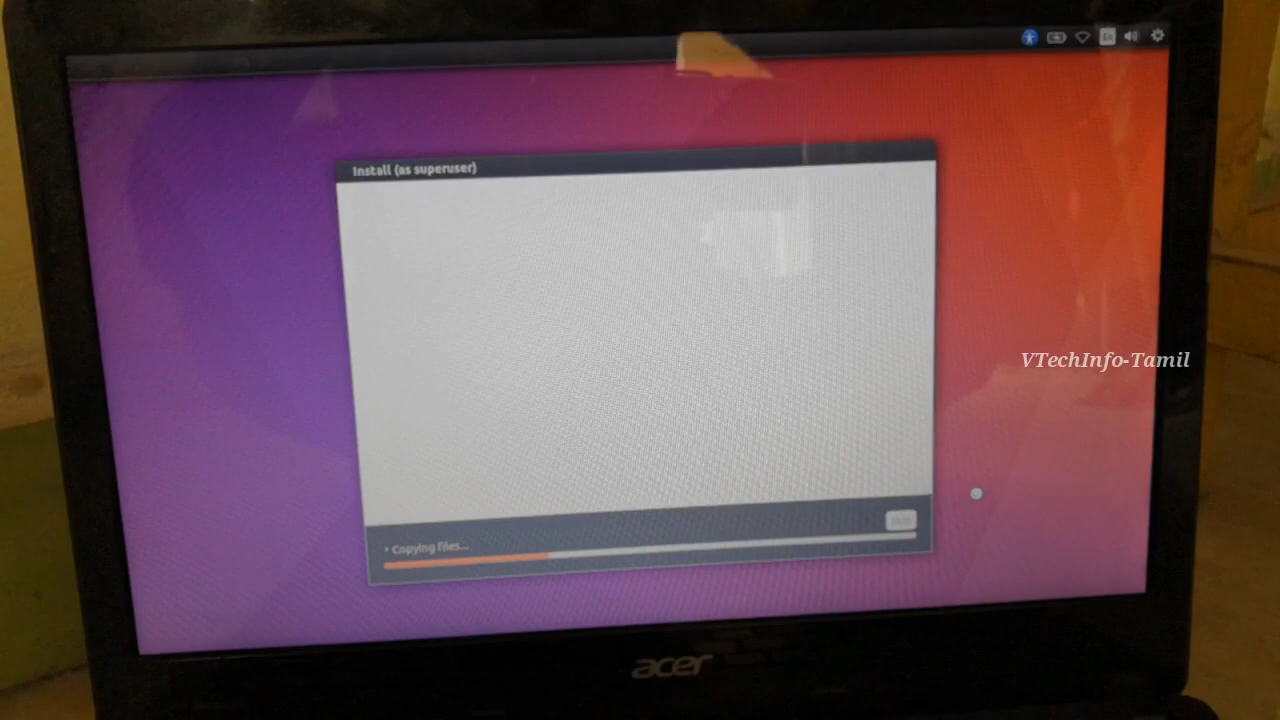 Install (as superuser)
VTechInfo-Tamil
Copying files...
acer